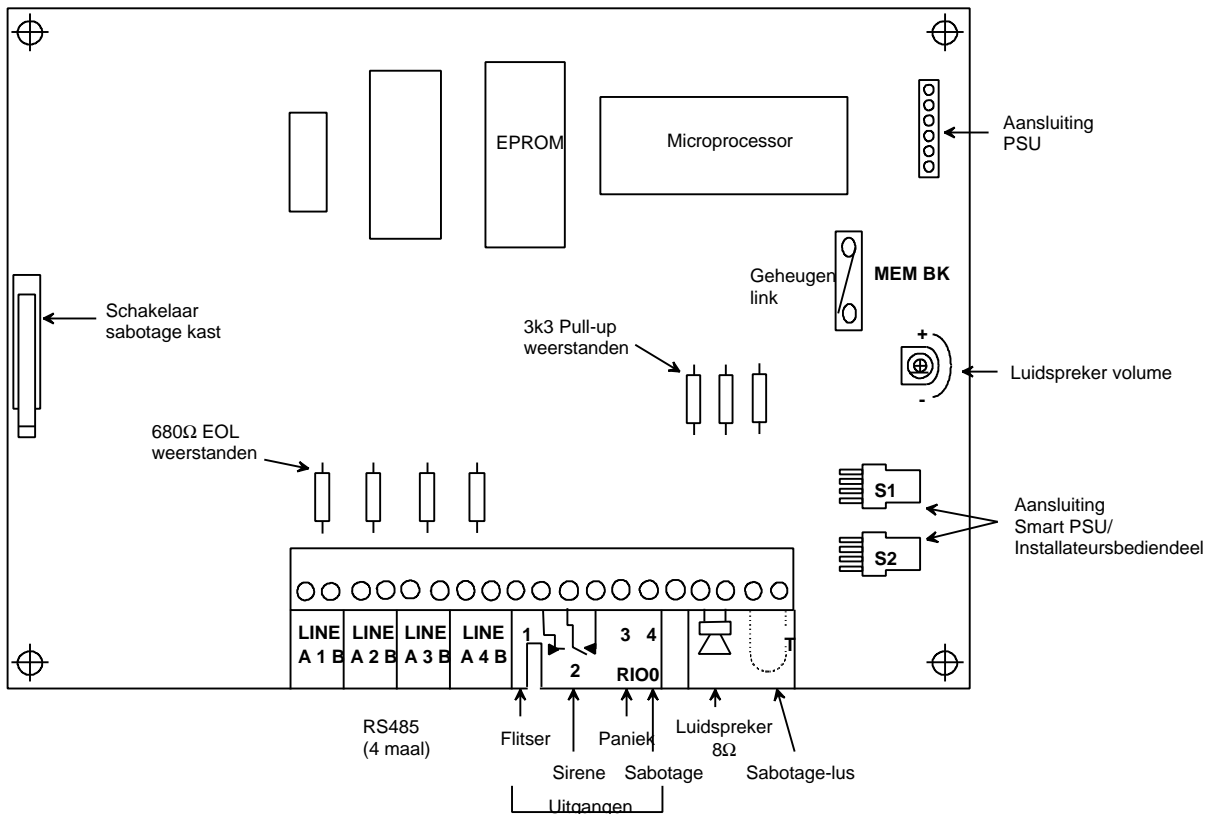 EPROM
Microprocessor
Aansluiting
PSU
Geheugen
link
MEM BK
Schakelaar
sabotage kast
3k3 Pull-up
weerstanden
+
-
Luidspreker volume
680Ω EOL
weerstanden
S1
S2
Aansluiting
Smart PSU/
Installateursbediendeel
LINE
A 1 B
LINE
A 2 B
LINE
A 3 B
LINE
A 4 B
1
2
3 4
RIO0
T
RS485
(4 maal)
Flitser
Sirene
Paniek
Sabotage
Luidspreker
8Ω
Sabotage-lus
Uitgangen